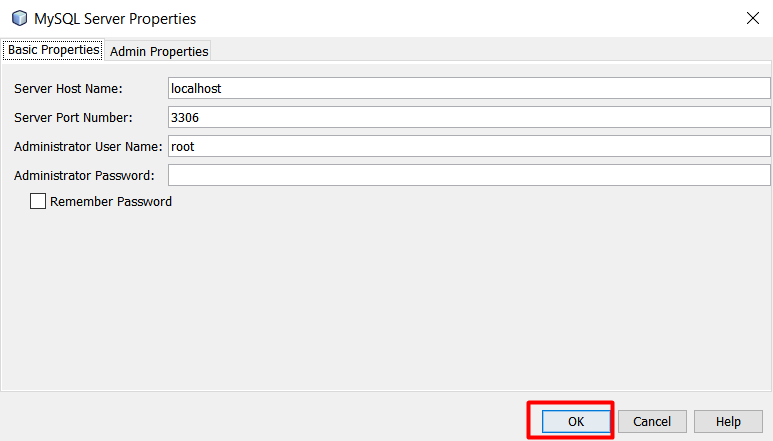 MySQL Server Properties
Basic Properties Admin Properties
Server Host Name: localhost
Server Port Number: 3306
Administrator User Name: root
Administrator Password:
Remember Password
OK Cancel Help